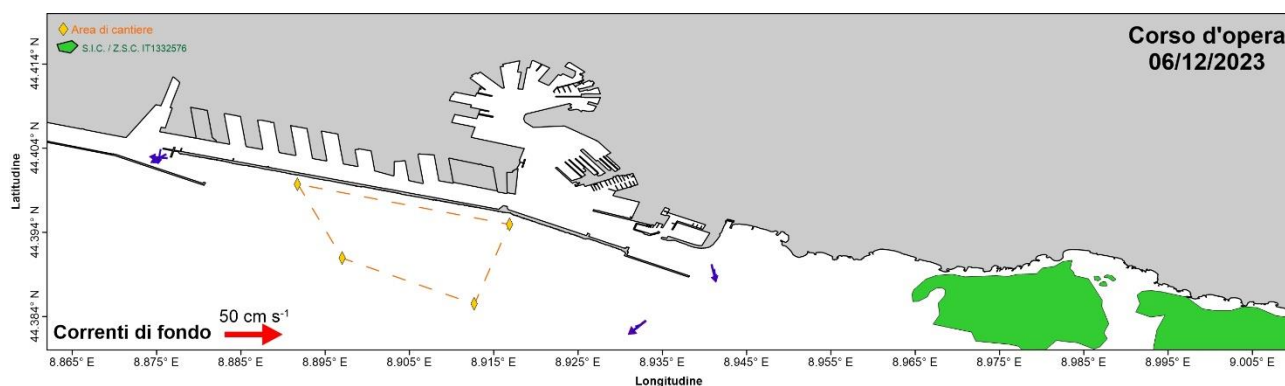 Area di cantiere
S.I.C. / Z.S.C. IT1332576
Corso d'opera
06/12/2023
Latitudine
44.414° N
44.404° N
44.394° N
44.384° N
Correnti di fondo
50 cm s⁻¹
8.865° E 8.875° E 8.885° E 8.895° E 8.905° E 8.915° E 8.925° E 8.935° E 8.945° E 8.955° E 8.965° E 8.975° E 8.985° E 8.995° E 9.005° E
Longitudine